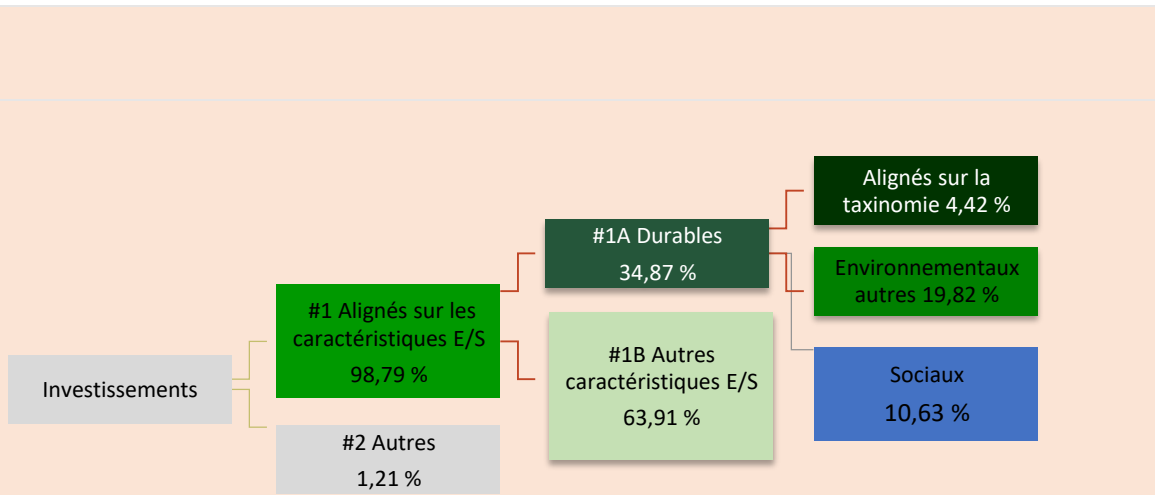 Investissements
#1 Alignés sur les
caractéristiques E/S
98,79 %
#2 Autres
1,21 %
#1A Durables
34,87 %
#1B Autres
caractéristiques E/S
63,91 %
Alignés sur la
taxinomie 4,42 %
Environnementaux
autres 19,82 %
Sociaux
10,63 %